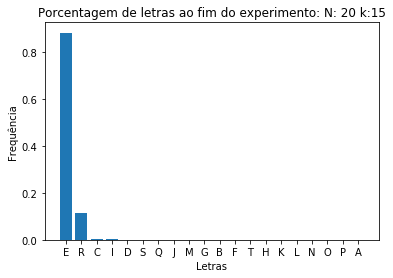 Porcentagem de letras ao fim do experimento: N: 20 k:15
Frequência
0.8
0.6
0.4
0.2
0.0
E R C I D S Q J M G B F T H K L N O P A
Letras